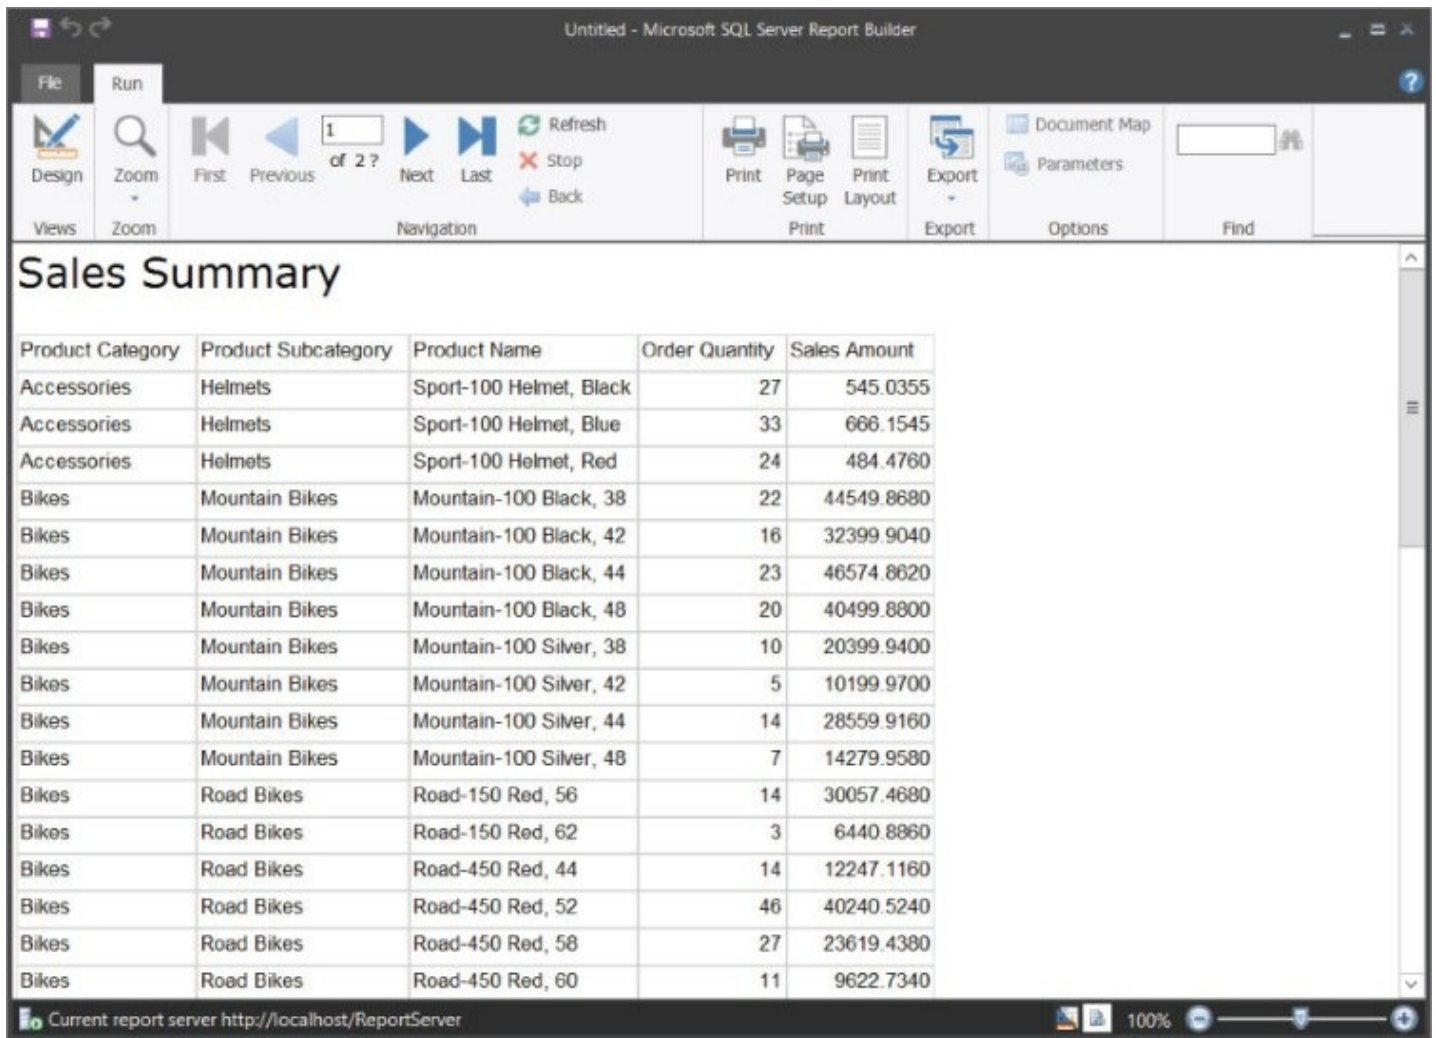 Untitled - Microsoft SQL Server Report Builder
File Run
Design
Zoom
First
Previous
1
of 2 ?
Next
Last
Refresh
Stop
Back
Print
Page
Setup
Print
Layout
Export
Document Map
Parameters
Views Zoom Navigation Print Export Options Find
Sales Summary
Product Category Product Subcategory Product Name Order Quantity Sales Amount
Accessories Helmets Sport-100 Helmet, Black 27 545.0355
Accessories Helmets Sport-100 Helmet, Blue 33 666.1545
Accessories Helmets Sport-100 Helmet, Red 24 484.4760
Bikes Mountain Bikes Mountain-100 Black, 38 22 44549.8680
Bikes Mountain Bikes Mountain-100 Black, 42 16 32399.9040
Bikes Mountain Bikes Mountain-100 Black, 44 23 46574.8620
Bikes Mountain Bikes Mountain-100 Black, 48 20 40499.8800
Bikes Mountain Bikes Mountain-100 Silver, 38 10 20399.9400
Bikes Mountain Bikes Mountain-100 Silver, 42 5 10199.9700
Bikes Mountain Bikes Mountain-100 Silver, 44 14 28559.9160
Bikes Mountain Bikes Mountain-100 Silver, 48 7 14279.9580
Bikes Road Bikes Road-150 Red, 56 14 30057.4680
Bikes Road Bikes Road-150 Red, 62 3 6440.8860
Bikes Road Bikes Road-450 Red, 44 14 12247.1160
Bikes Road Bikes Road-450 Red, 52 46 40240.5240
Bikes Road Bikes Road-450 Red, 58 27 23619.4380
Bikes Road Bikes Road-450 Red, 60 11 9622.7340
Current report server http://localhost/ReportServer 100%